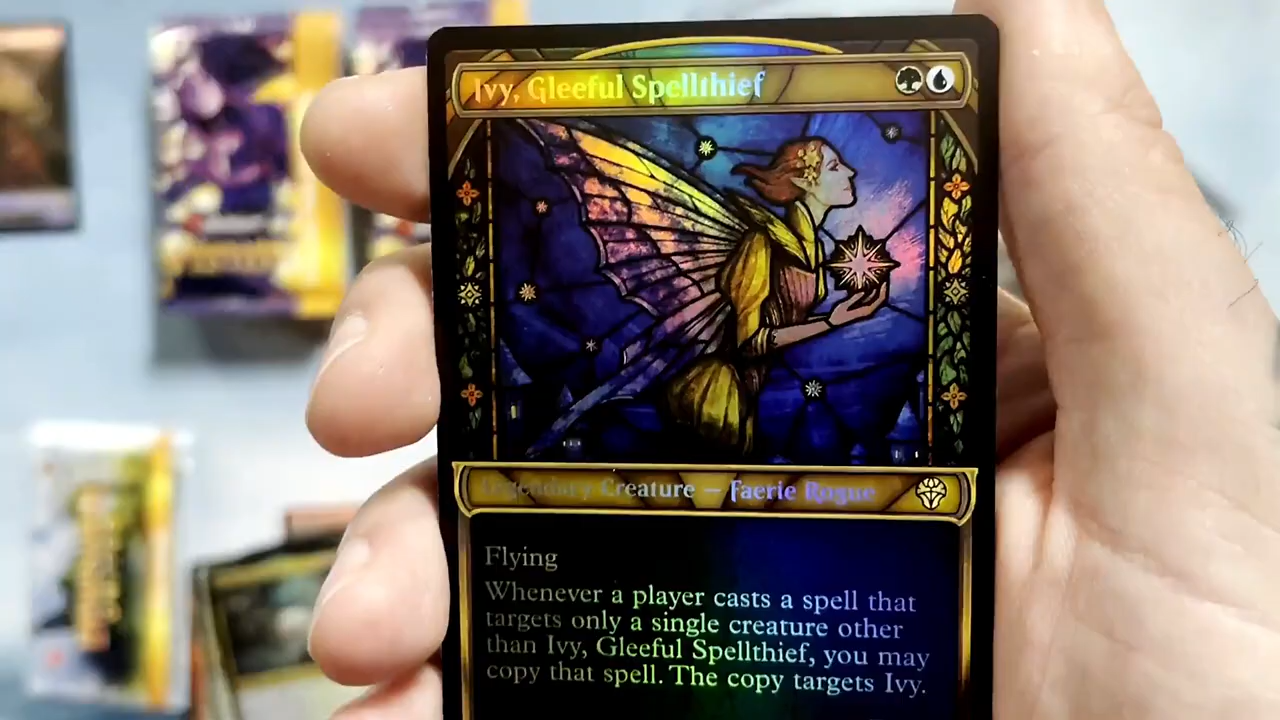 Ivy, Gleeful Spellthief
Legendary Creature — Faerie Rogue
Flying
Whenever a player casts a spell that
targets only a single creature other
than Ivy, Gleeful Spellthief, you may
copy that spell. The copy targets Ivy.